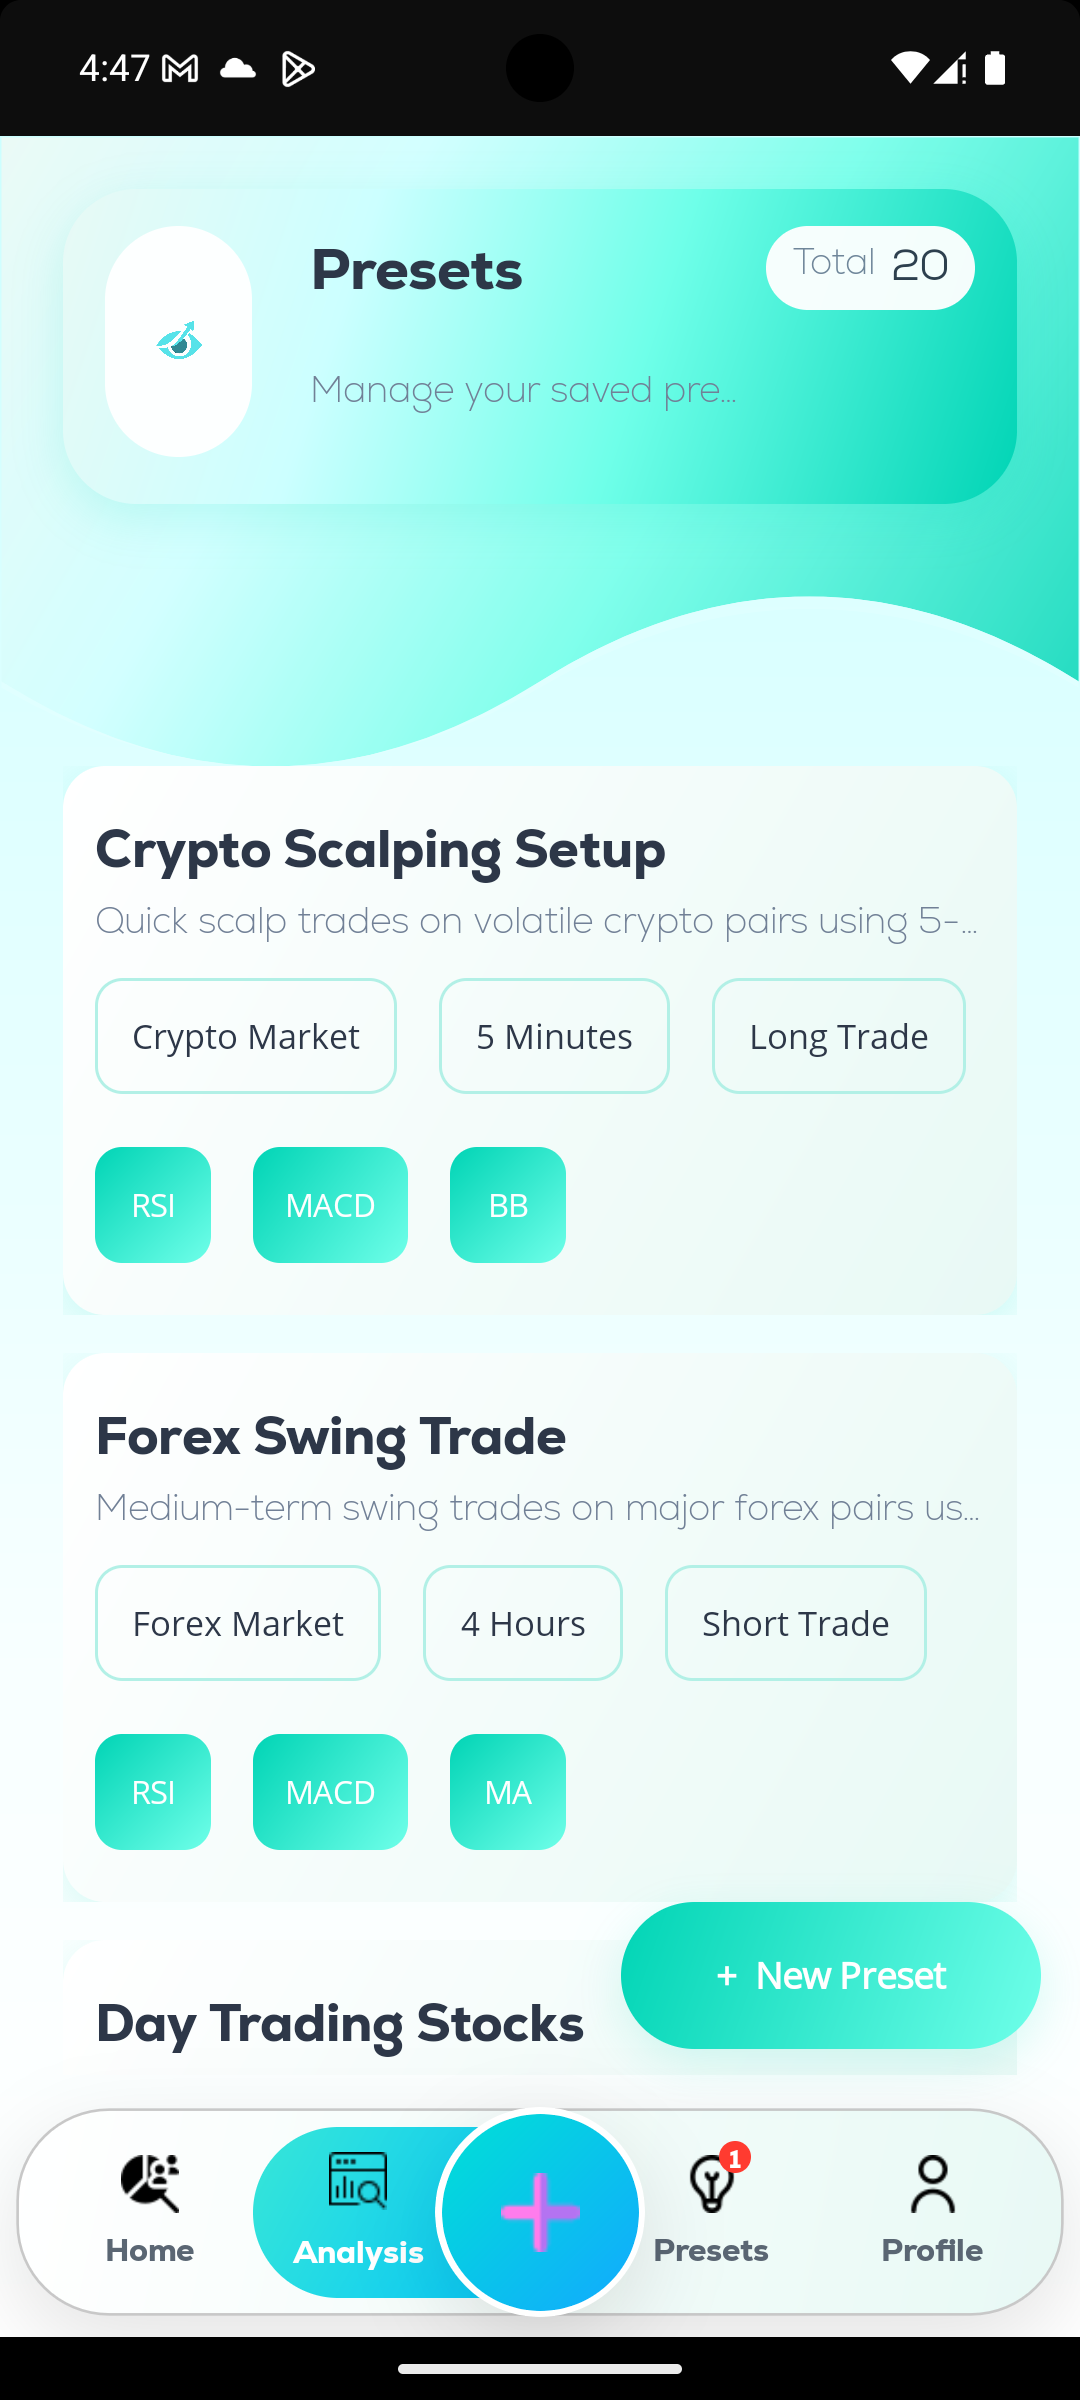 4:47
Presets
Total 20
Manage your saved pre...
Crypto Scalping Setup
Quick scalp trades on volatile crypto pairs using 5-...
Crypto Market 5 Minutes Long Trade
RSI MACD BB
Forex Swing Trade
Medium-term swing trades on major forex pairs us...
Forex Market 4 Hours Short Trade
RSI MACD MA
+ New Preset
Day Trading Stocks
1
Home Analysis Presets Profile